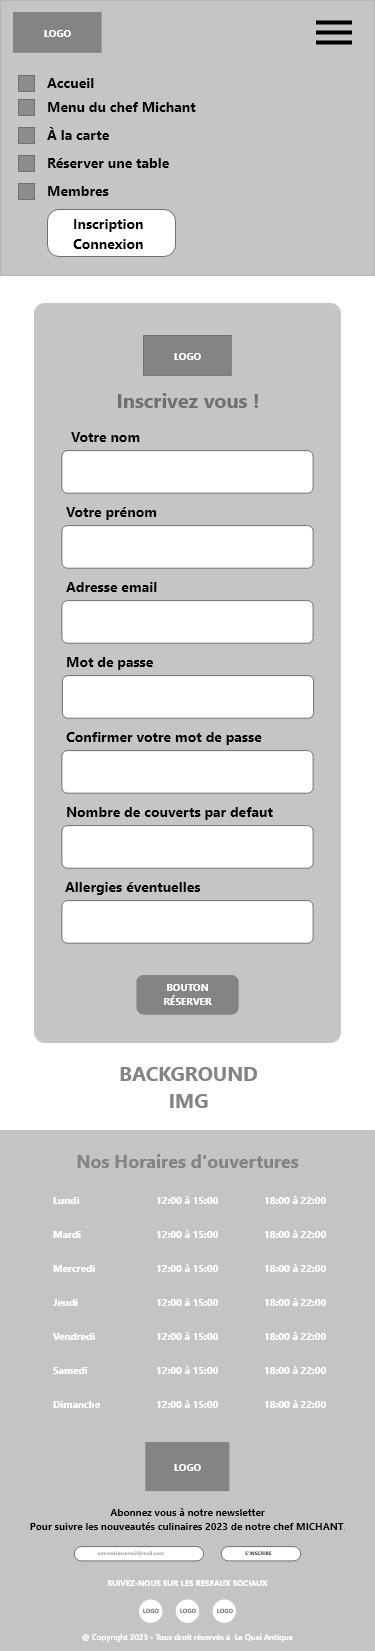 LOGO
Accueil
Menu du chef Michant
À la carte
Réserver une table
Membres
Inscription
Connexion
LOGO
Inscrivez vous !
Votre nom
Votre prénom
Adresse email
Mot de passe
Confirmer votre mot de passe
Nombre de couverts par defaut
Allergies éventuelles
BOUTON
RÉSERVER
BACKGROUND
IMG
Nos Horaires d'ouvertures
Lundi 12:00 à 15:00 18:00 à 22:00
Mardi 12:00 à 15:00 18:00 à 22:00
Mercredi 12:00 à 15:00 18:00 à 22:00
Jeudi 12:00 à 15:00 18:00 à 22:00
Vendredi 12:00 à 15:00 18:00 à 22:00
Samedi 12:00 à 15:00 18:00 à 22:00
Dimanche 12:00 à 15:00 18:00 à 22:00
LOGO
Abonnez vous à notre newsletter
Pour suivre les nouveautés culinaires 2023 de notre chef MICHANT.
S'INSCRIRE
SUIVEZ-NOUS SUR LES RESEAUX SOCIAUX
LOGO LOGO LOGO
@ Copyright 2023 - Tous droit réservés à Le Quai Antique